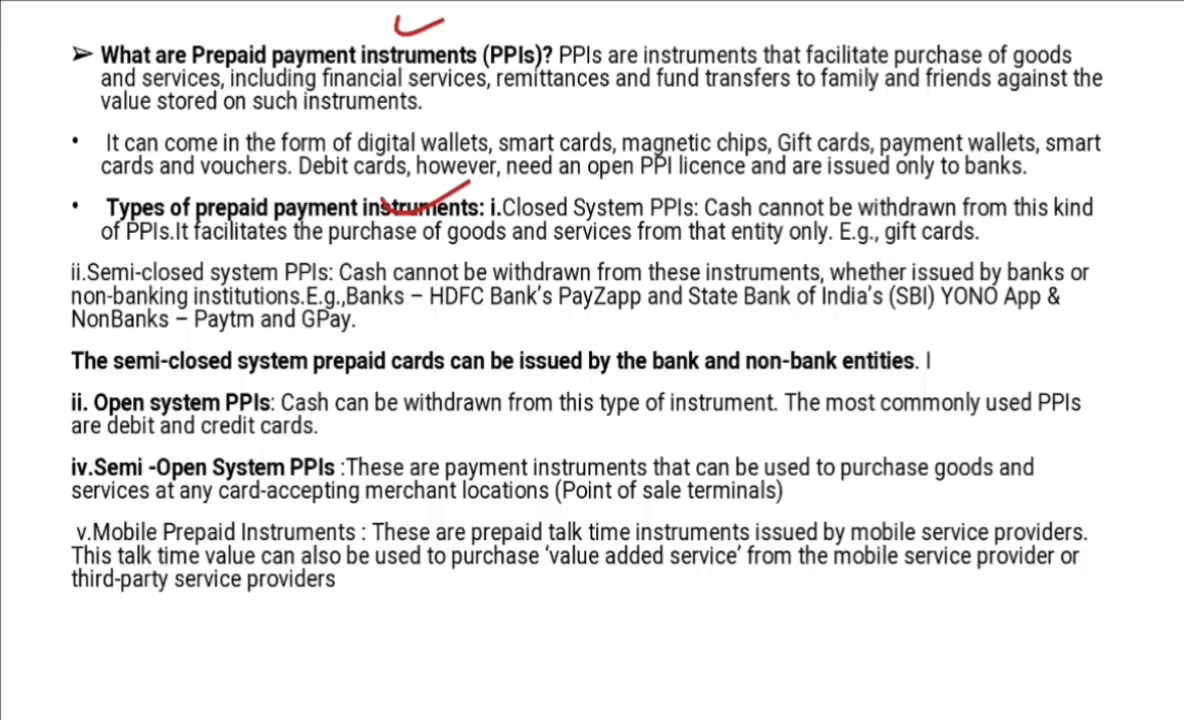 ➢ What are Prepaid payment instruments (PPIs)? PPIs are instruments that facilitate purchase of goods
and services, including financial services, remittances and fund transfers to family and friends against the
value stored on such instruments.
• It can come in the form of digital wallets, smart cards, magnetic chips, Gift cards, payment wallets, smart
cards and vouchers. Debit cards, however, need an open PPI licence and are issued only to banks.
• Types of prepaid payment instruments: i.Closed System PPIs: Cash cannot be withdrawn from this kind
of PPIs.It facilitates the purchase of goods and services from that entity only. E.g., gift cards.
ii.Semi-closed system PPIs: Cash cannot be withdrawn from these instruments, whether issued by banks or
non-banking institutions.E.g.,Banks – HDFC Bank's PayZapp and State Bank of India's (SBI) YONO App &
NonBanks – Paytm and GPay.
The semi-closed system prepaid cards can be issued by the bank and non-bank entities. |
ii. Open system PPIs: Cash can be withdrawn from this type of instrument. The most commonly used PPIs
are debit and credit cards.
iv.Semi -Open System PPIs :These are payment instruments that can be used to purchase goods and
services at any card-accepting merchant locations (Point of sale terminals)
v.Mobile Prepaid Instruments : These are prepaid talk time instruments issued by mobile service providers.
This talk time value can also be used to purchase 'value added service' from the mobile service provider or
third-party service providers